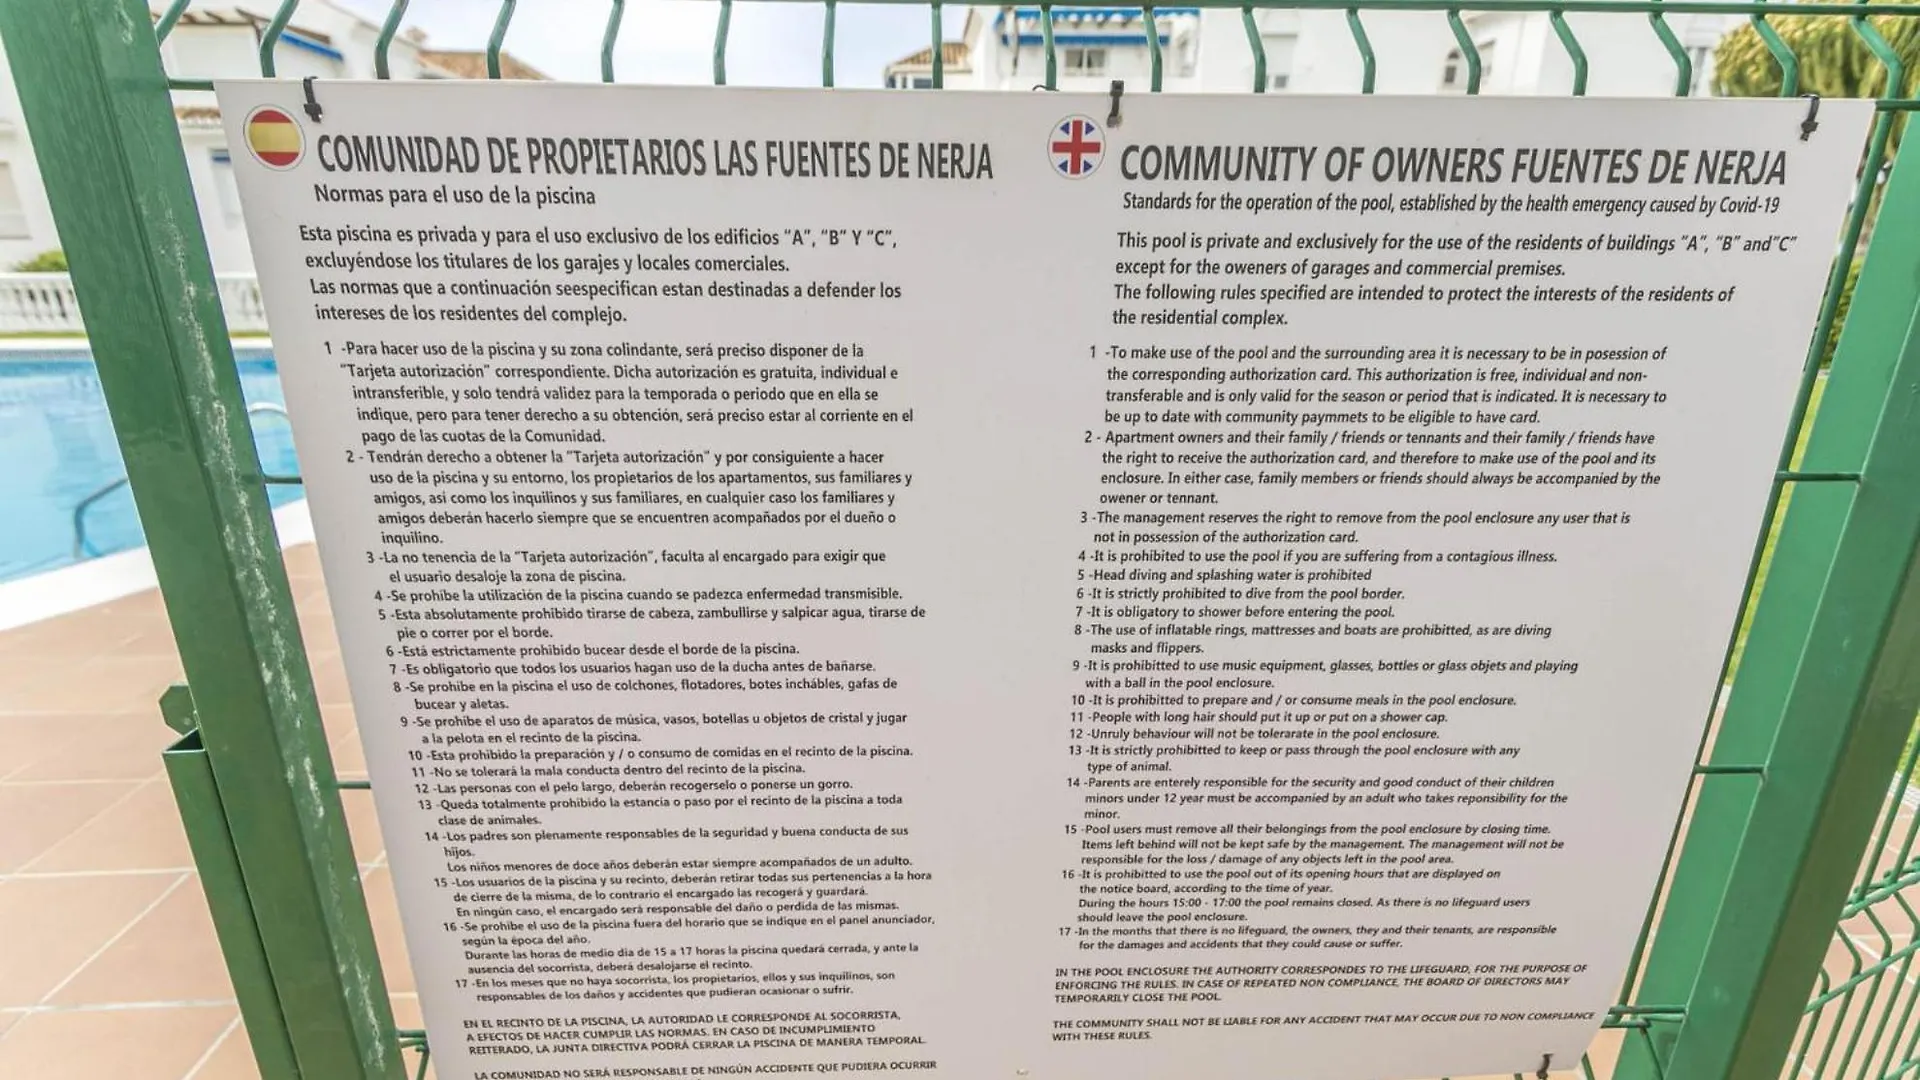 COMUNIDAD DE PROPIETARIOS LAS FUENTES DE NERJA
Normas para el uso de la piscina
Esta piscina es privada y para el uso exclusivo de los edificios "A", "B" Y "C",
excluyéndose los titulares de los garajes y locales comerciales.
Las normas que a continuación seespecifican estan destinadas a defender los
intereses de los residentes del complejo.
1 -Para hacer uso de la piscina y su zona colindante, será preciso disponer de la
"Tarjeta autorización" correspondiente. Dicha autorización es gratuita, individual e
intransferible, y solo tendrá validez para la temporada o periodo que en ella se
indique, pero para tener derecho a su obtención, será preciso estar al corriente en el
pago de las cuotas de la Comunidad.
2 - Tendrán derecho a obtener la "Tarjeta autorización" y por consiguiente a hacer
uso de la piscina y su entorno, los propietarios de los apartamentos, sus familiares y
amigos, asi como los inquilinos y sus familiares, en cualquier caso los familiares y
amigos deberán hacerlo siempre que se encuentren acompañados por el dueño o
inquilino.
3 -La no tenencia de la "Tarjeta autorización", faculta al encargado para exigir que
el usuario desaloje la zona de piscina.
4 -Se prohibe la utilización de la piscina cuando se padezca enfermedad transmisible.
5 -Esta absolutamente prohibido tirarse de cabeza, zambullirse y salpicar agua, tirarse de
pie o correr por el borde.
6 -Está estrictamente prohibido bucear desde el borde de la piscina.
7 -Es obligatorio que todos los usuarios hagan uso de la ducha antes de bañarse.
8 -Se prohibe en la piscina el uso de colchones, flotadores, botes inchábles, gafas de
bucear y aletas.
9 -Se prohibe el uso de aparatos de música, vasos, botellas u objetos de cristal y jugar
a la pelota en el recinto de la piscina.
10 -Esta prohibido la preparación y / o consumo de comidas en el recinto de la piscina.
11 -No se tolerará la mala conducta dentro del recinto de la piscina.
12 -Las personas con el pelo largo, deberán recogerselo o ponerse un gorro.
13 -Queda totalmente prohibido la estancia o paso por el recinto de la piscina a toda
clase de animales.
14 -Los padres son plenamente responsables de la seguridad y buena conducta de sus
hijos.
Los niños menores de doce años deberán estar siempre acompañados de un adulto.
15 -Los usuarios de la piscina y su recinto, deberán retirar todas sus pertenencias a la hora
de cierre de la misma, de lo contrario el encargado las recogerá y guardará.
En ningún caso, el encargado será responsable del daño o perdida de las mismas.
16 -Se prohibe el uso de la piscina fuera del horario que se indique en el panel anunciador,
según la época del año.
Durante las horas de medio dia de 15 a 17 horas la piscina quedará cerrada, y ante la
ausencia del socorrista, deberá desalojarse el recinto.
17 -En los meses que no haya socorrista, los propietarios, ellos y sus inquilinos, son
responsables de los daños y accidentes que pudieran ocasionar o sufrir.
EN EL RECINTO DE LA PISCINA, LA AUTORIDAD LE CORRESPONDE AL SOCORRISTA,
A EFECTOS DE HACER CUMPLIR LAS NORMAS. EN CASO DE INCUMPLIMIENTO
REITERADO, LA JUNTA DIRECTIVA PODRÁ CERRAR LA PISCINA DE MANERA TEMPORAL.
LA COMUNIDAD NO SERÁ RESPONSABLE DE NINGÚN ACCIDENTE QUE PUDIERA OCURRIR
COMMUNITY OF OWNERS FUENTES DE NERJA
Standards for the operation of the pool, established by the health emergency caused by Covid-19
This pool is private and exclusively for the use of the residents of buildings "A", "B" and"C"
except for the oweners of garages and commercial premises.
The following rules specified are intended to protect the interests of the residents of
the residential complex.
1 -To make use of the pool and the surrounding area it is necessary to be in posession of
the corresponding authorization card. This authorization is free, individual and non-
transferable and is only valid for the season or period that is indicated. It is necessary to
be up to date with community paymmets to be eligible to have card.
2 - Apartment owners and their family / friends or tennants and their family / friends have
the right to receive the authorization card, and therefore to make use of the pool and its
enclosure. In either case, family members or friends should always be accompanied by the
owener or tennant.
3 -The management reserves the right to remove from the pool enclosure any user that is
not in possession of the authorization card.
4 -It is prohibited to use the pool if you are suffering from a contagious illness.
5 -Head diving and splashing water is prohibited
6 -It is strictly prohibited to dive from the pool border.
7 -It is obligatory to shower before entering the pool.
8 -The use of inflatable rings, mattresses and boats are prohibitted, as are diving
masks and flippers.
9 -It is prohibitted to use music equipment, glasses, bottles or glass objets and playing
with a ball in the pool enclosure.
10 -It is prohibitted to prepare and / or consume meals in the pool enclosure.
11 -People with long hair should put it up or put on a shower cap.
12 -Unruly behaviour will not be tolerarate in the pool enclosure.
13 -It is strictly prohibitted to keep or pass through the pool enclosure with any
type of animal.
14 -Parents are enterely responsible for the security and good conduct of their children
minors under 12 year must be accompanied by an adult who takes reponsibility for the
minor.
15 -Pool users must remove all their belongings from the pool enclosure by closing time.
Items left behind will not be kept safe by the management. The management will not be
responsible for the loss / damage of any objects left in the pool area.
16 -It is prohibitted to use the pool out of its opening hours that are displayed on
the notice board, according to the time of year.
During the hours 15:00 - 17:00 the pool remains closed. As there is no lifeguard users
should leave the pool enclosure.
17 -In the months that there is no lifeguard, the owners, they and their tenants, are responsible
for the damages and accidents that they could cause or suffer.
IN THE POOL ENCLOSURE THE AUTHORITY CORRESPONDES TO THE LIFEGUARD, FOR THE PURPOSE OF
ENFORCING THE RULES. IN CASE OF REPEATED NON COMPLIANCE, THE BOARD OF DIRECTORS MAY
TEMPORARILY CLOSE THE POOL.
THE COMMUNITY SHALL NOT BE LIABLE FOR ANY ACCIDENT THAT MAY OCCUR DUE TO NON COMPLIANCE
WITH THESE RULES.